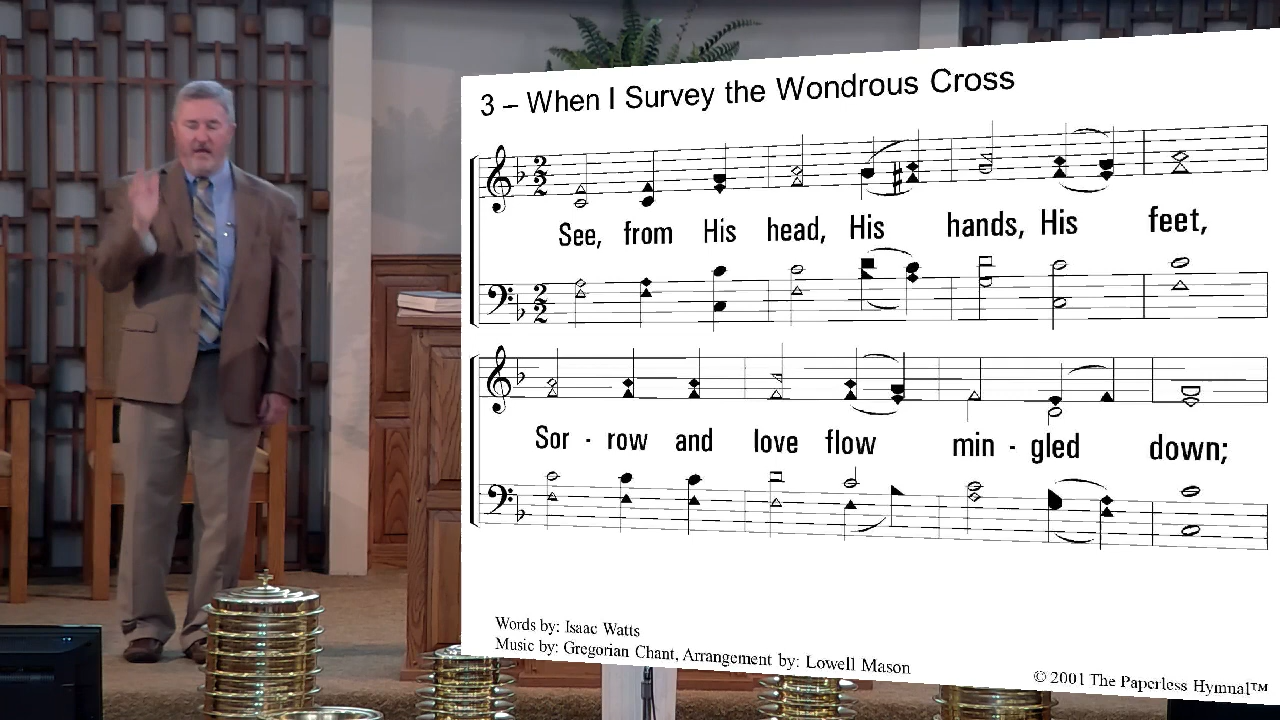 3 – When I Survey the Wondrous Cross
See, from His head, His hands, His feet,
Sor - row and love flow min - gled down;
Words by: Isaac Watts
Music by: Gregorian Chant, Arrangement by: Lowell Mason
© 2001 The Paperless Hymnal™